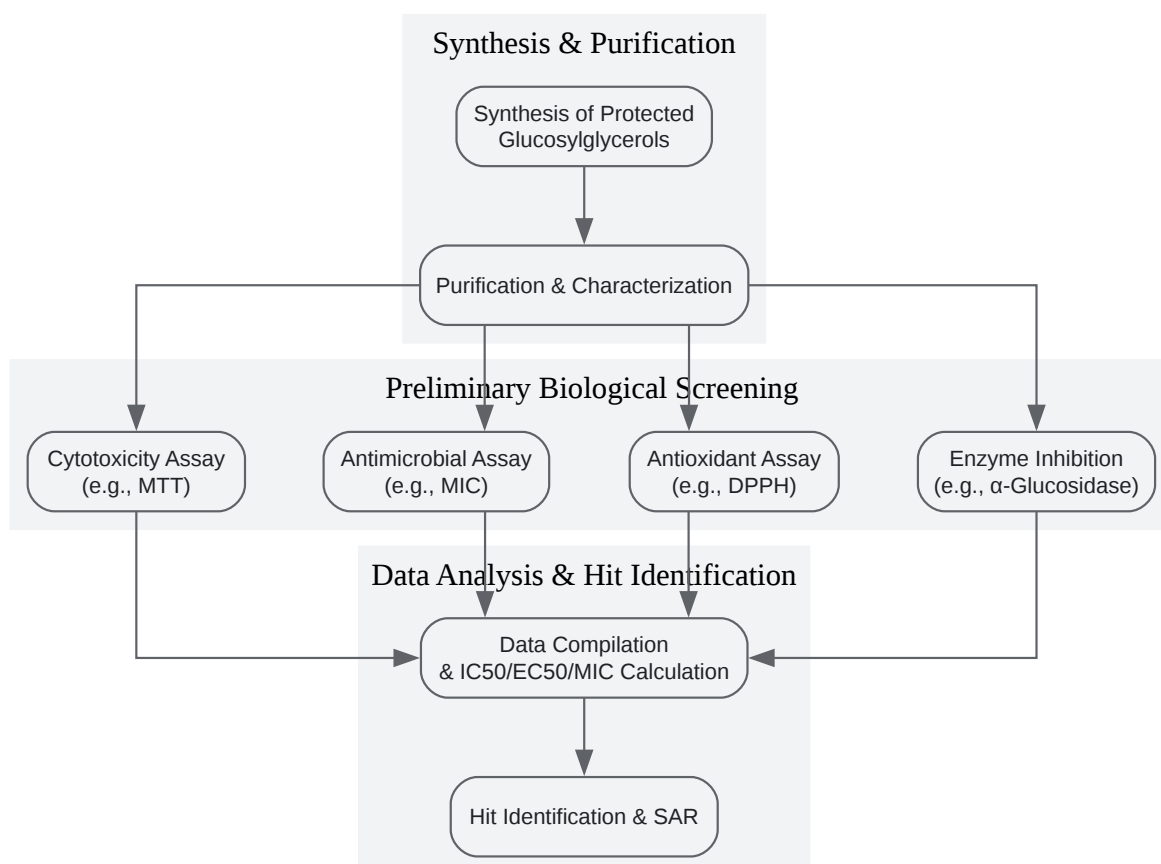 Synthesis & Purification
Synthesis of Protected
Glucosylglycerols
Purification & Characterization
Preliminary Biological Screening
Cytotoxicity Assay
(e.g., MTT)
Antimicrobial Assay
(e.g., MIC)
Antioxidant Assay
(e.g., DPPH)
Enzyme Inhibition
(e.g., α-Glucosidase)
Data Analysis & Hit Identification
Data Compilation
& IC50/EC50/MIC Calculation
Hit Identification & SAR